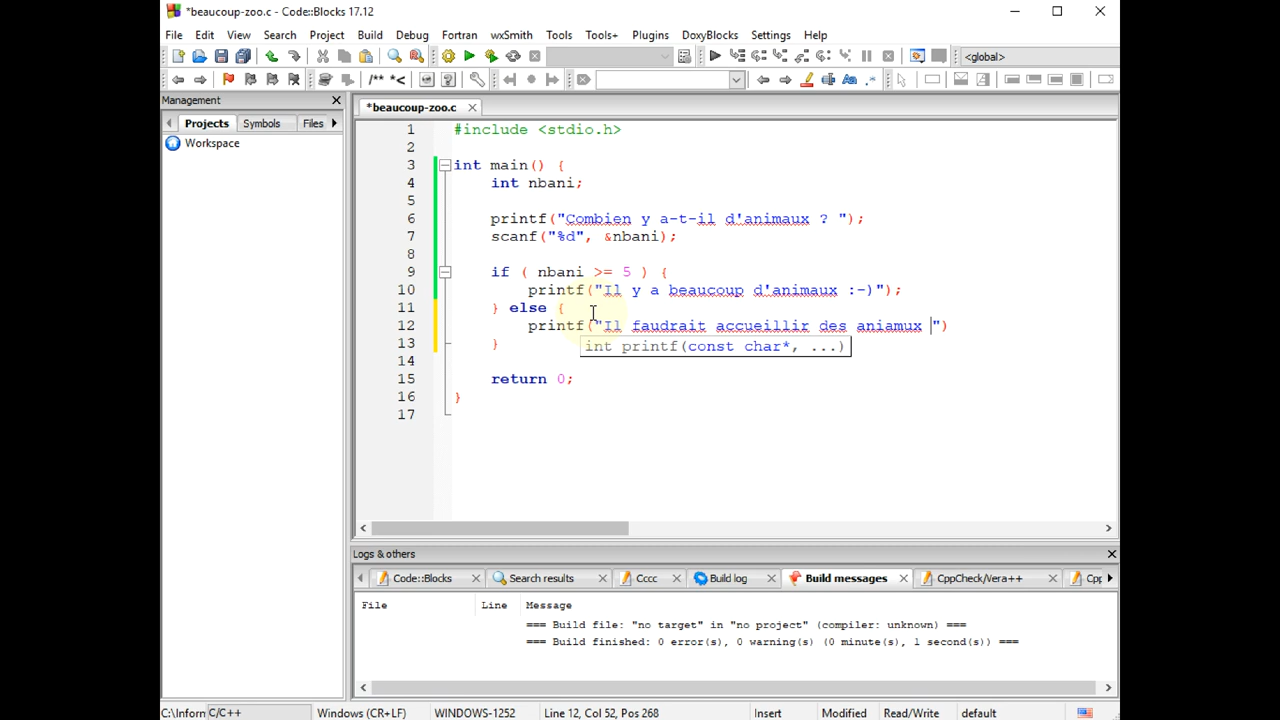 *beaucoup-zoo.c - Code::Blocks 17.12
File Edit View Search Project Build Debug Fortran wxSmith Tools Tools+ Plugins DoxyBlocks Settings Help
<global>
/** *<
Management
Projects Symbols Files
Workspace
*beaucoup-zoo.c
1 #include <stdio.h>
2
3 int main() {
4 int nbani;
5
6 printf("Combien y a-t-il d'animaux ? ");
7 scanf("%d", &nbani);
8
9 if ( nbani >= 5 ) {
10 printf("Il y a beaucoup d'animaux :-)");
11 } else {
12 printf("Il faudrait accueillir des aniamux ")
int printf(const char*, ...)
13 }
14
15 return 0;
16 }
17
Logs & others
Code::Blocks Search results Cccc Build log Build messages CppCheck/Vera++ Cpp
File Line Message
=== Build file: "no target" in "no project" (compiler: unknown) ===
=== Build finished: 0 error(s), 0 warning(s) (0 minute(s), 1 second(s)) ===
C:\Inform C/C++ Windows (CR+LF) WINDOWS-1252 Line 12, Col 52, Pos 268 Insert Modified Read/Write default